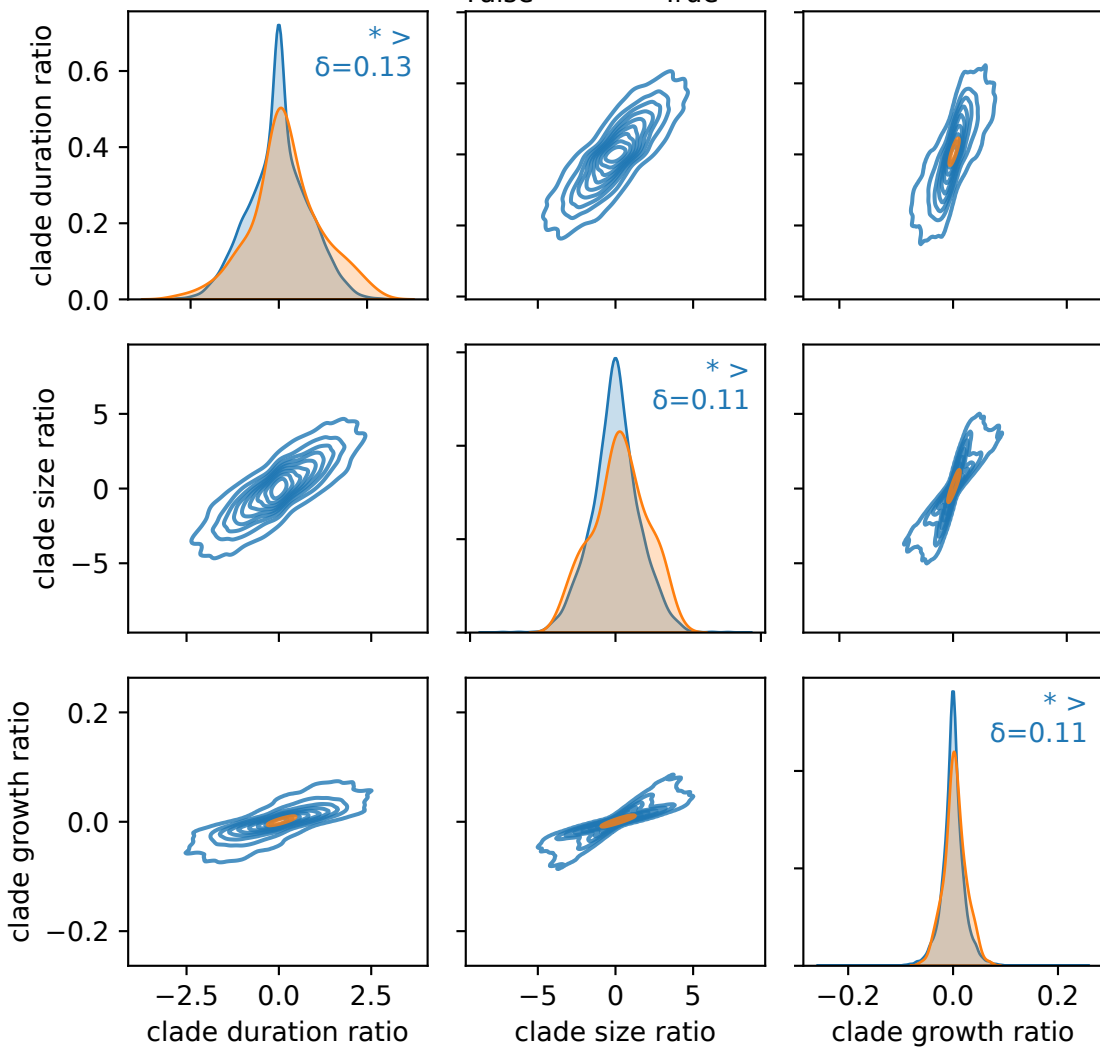 True
clade duration ratio
0.6
0.4
0.2
0.0
* >
δ=0.13
clade size ratio
5
0
−5
* >
δ=0.11
clade growth ratio
0.2
0.0
−0.2
* >
δ=0.11
−2.5 0.0 2.5
−5 0 5
−0.2 0.0 0.2
clade duration ratio
clade size ratio
clade growth ratio